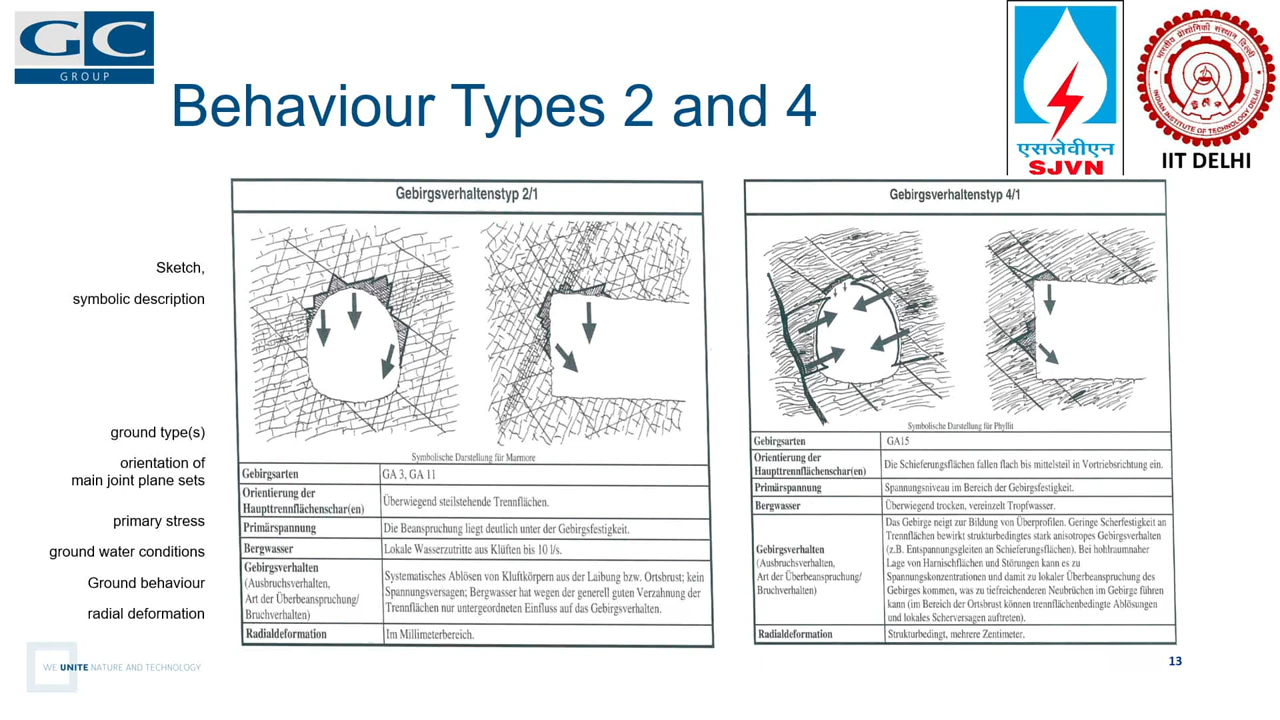 GC
GROUP
Behaviour Types 2 and 4
एसजेवीएन
SJVN
भारतीय प्रौद्योगिकी संस्थान दिल्ली
INDIAN INSTITUTE OF TECHNOLOGY DELHI
IIT DELHI
Sketch,
symbolic description
ground type(s)
orientation of
main joint plane sets
primary stress
ground water conditions
Ground behaviour
radial deformation
Gebirgsverhaltenstyp 2/1
Symbolische Darstellung für Marmore
Gebirgsarten
GA 3, GA 11
Orientierung der
Haupttrennflächenschar(en)
Überwiegend steilstehende Trennflächen.
Primärspannung
Die Beanspruchung liegt deutlich unter der Gebirgsfestigkeit.
Bergwasser
Lokale Wasserzutritte aus Klüften bis 10 l/s.
Gebirgsverhalten
(Ausbruchsverhalten,
Art der Überbeanspruchung/
Bruchverhalten)
Systematisches Ablösen von Kluftkörpern aus der Laibung bzw. Ortsbrust; kein
Spannungsversagen; Bergwasser hat wegen der generell guten Verzahnung der
Trennflächen nur untergeordneten Einfluss auf das Gebirgsverhalten.
Radialdeformation
Im Millimeterbereich.
Gebirgsverhaltenstyp 4/1
Symbolische Darstellung für Phyllit
Gebirgsarten
GA15
Orientierung der
Haupttrennflächenschar(en)
Die Schieferungsflächen fallen flach bis mittelsteil in Vortriebsrichtung ein.
Primärspannung
Spannungsniveau im Bereich der Gebirgsfestigkeit.
Bergwasser
Überwiegend trocken, vereinzelt Tropfwasser.
Gebirgsverhalten
(Ausbruchsverhalten,
Art der Überbeanspruchung/
Bruchverhalten)
Das Gebirge neigt zur Bildung von Überprofilen. Geringe Scherfestigkeit an
Trennflächen bewirkt strukturbedingtes stark anisotropes Gebirgsverhalten
(z.B. Entspannungsgleiten an Schieferungsflächen). Bei hohlraumnaher
Lage von Harnischflächen und Störungen kann es zu
Spannungskonzentrationen und damit zu lokaler Überbeanspruchung des
Gebirges kommen, was zu tiefreichenderen Neubrüchen im Gebirge führen
kann (im Bereich der Ortsbrust können trennflächenbedingte Ablösungen
und lokales Scherversagen auftreten).
Radialdeformation
Strukturbedingt, mehrere Zentimeter.
WE UNITE NATURE AND TECHNOLOGY
13